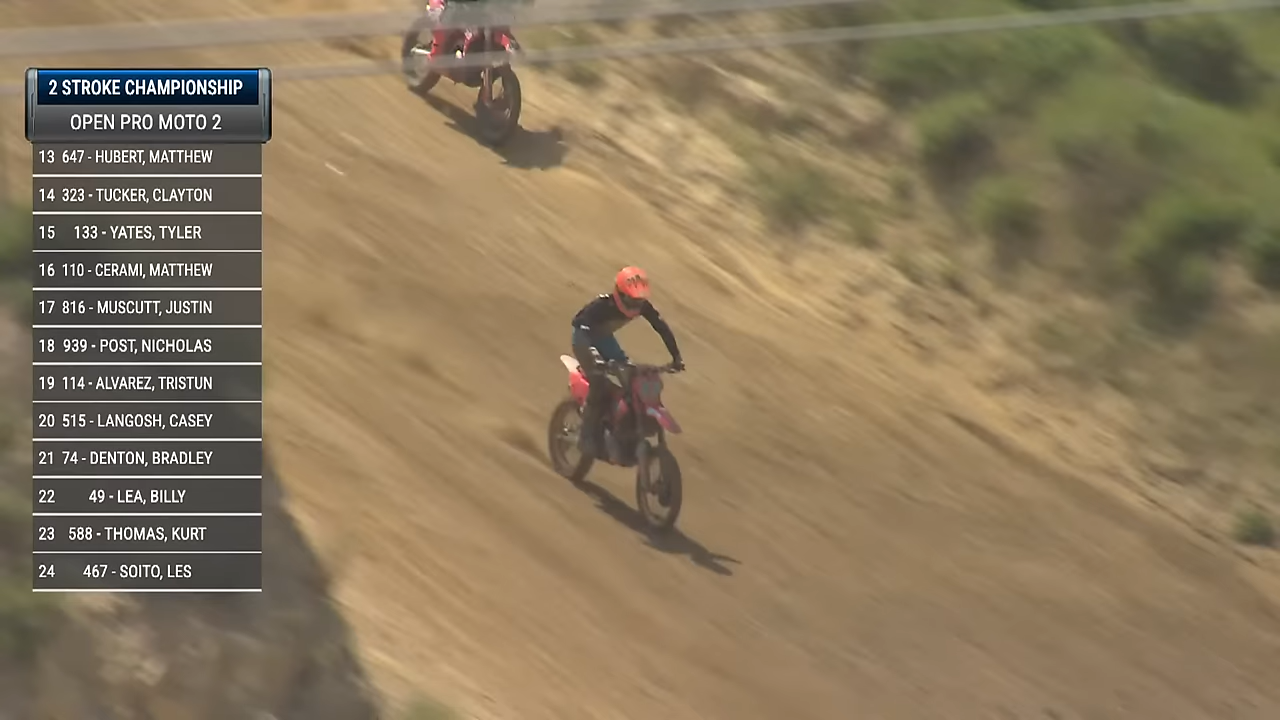 2 STROKE CHAMPIONSHIP
OPEN PRO MOTO 2
13 647 - HUBERT, MATTHEW
14 323 - TUCKER, CLAYTON
15 133 - YATES, TYLER
16 110 - CERAMI, MATTHEW
17 816 - MUSCUTT, JUSTIN
18 939 - POST, NICHOLAS
19 114 - ALVAREZ, TRISTUN
20 515 - LANGOSH, CASEY
21 74 - DENTON, BRADLEY
22 49 - LEA, BILLY
23 588 - THOMAS, KURT
24 467 - SOITO, LES